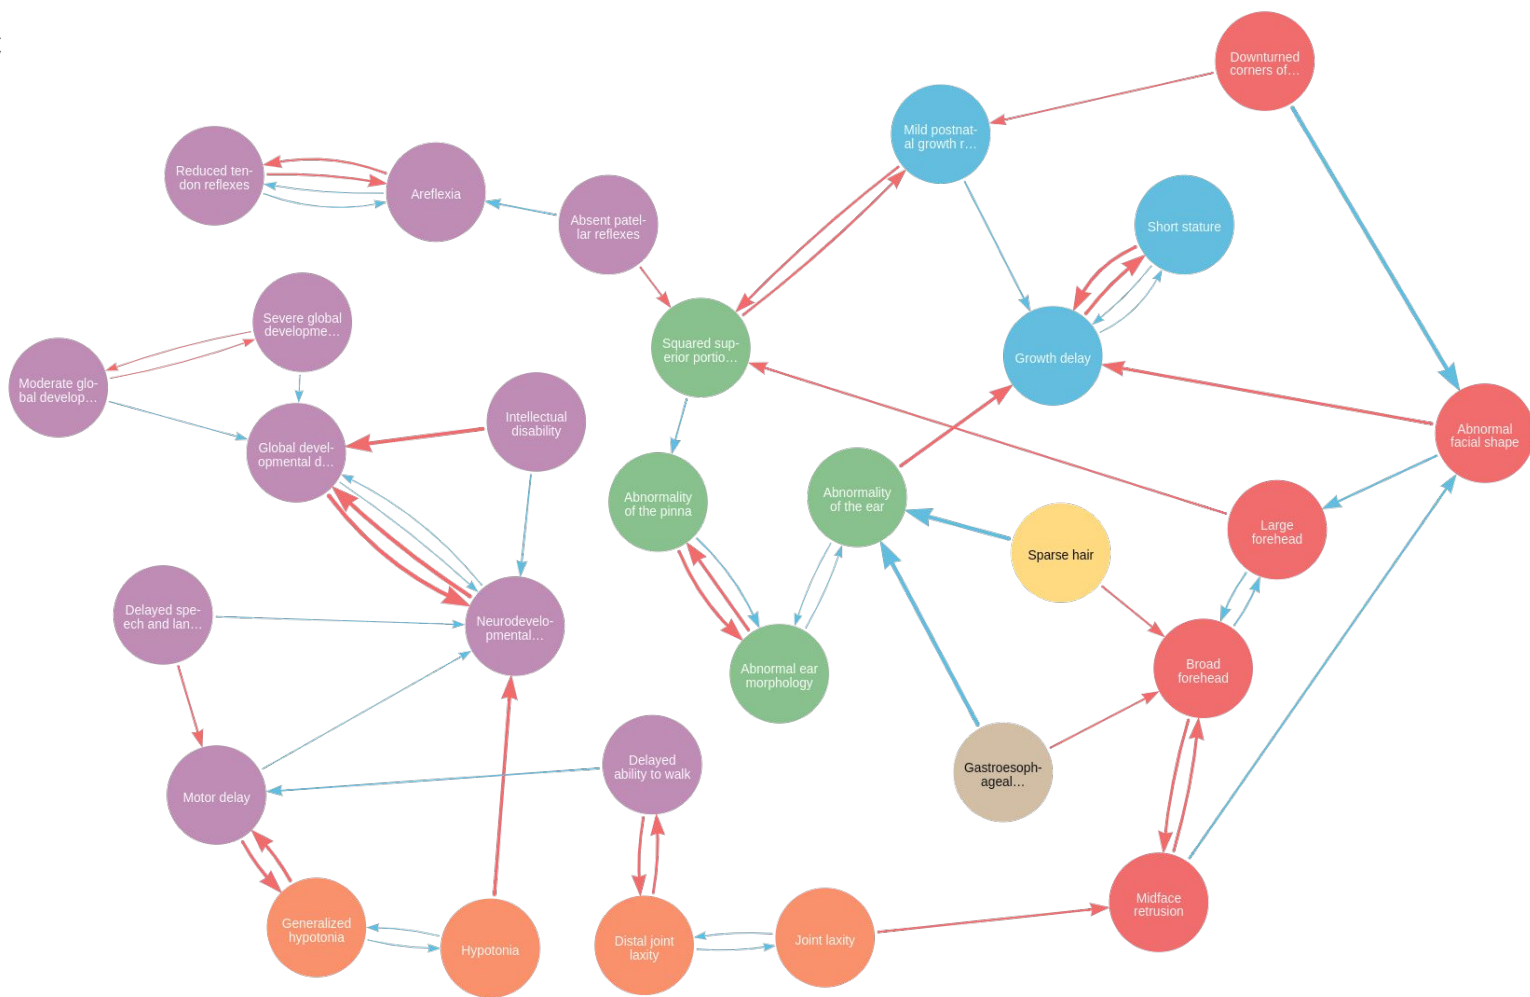 Downturned
corners of…
Mild postnat-
al growth r…
Reduced ten-
don reflexes
Areflexia
Absent patel-
lar reflexes
Short stature
Severe global
developme…
Squared sup-
erior portio…
Growth delay
Moderate glo-
bal develop…
Intellectual
disability
Abnormal
facial shape
Global devel-
opmental d…
Abnormality
of the pinna
Abnormality
of the ear
Large
forehead
Sparse hair
Delayed spe-
ech and lan…
Neurodevelo-
pmental…
Abnormal ear
morphology
Broad
forehead
Delayed
ability to walk
Gastroesoph-
ageal…
Motor delay
Midface
retrusion
Generalized
hypotonia
Hypotonia
Distal joint
laxity
Joint laxity